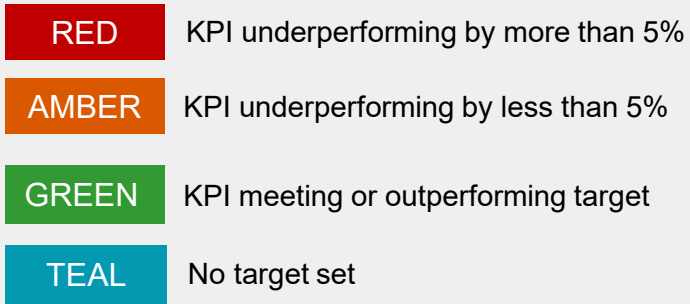 RED KPI underperforming by more than 5%
AMBER KPI underperforming by less than 5%
GREEN KPI meeting or outperforming target
TEAL No target set